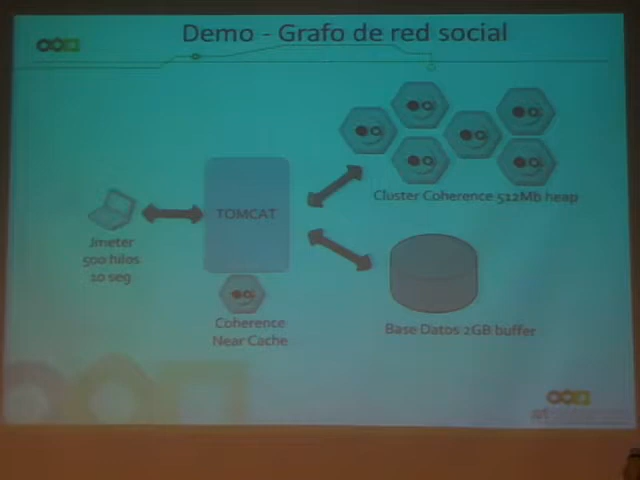 Demo - Grafo de red social
Cluster Coherence 512Mb heap
TOMCAT
Jmeter
500 hilos
20 seg
Coherence
Near Cache
Base Datos 2GB buffer